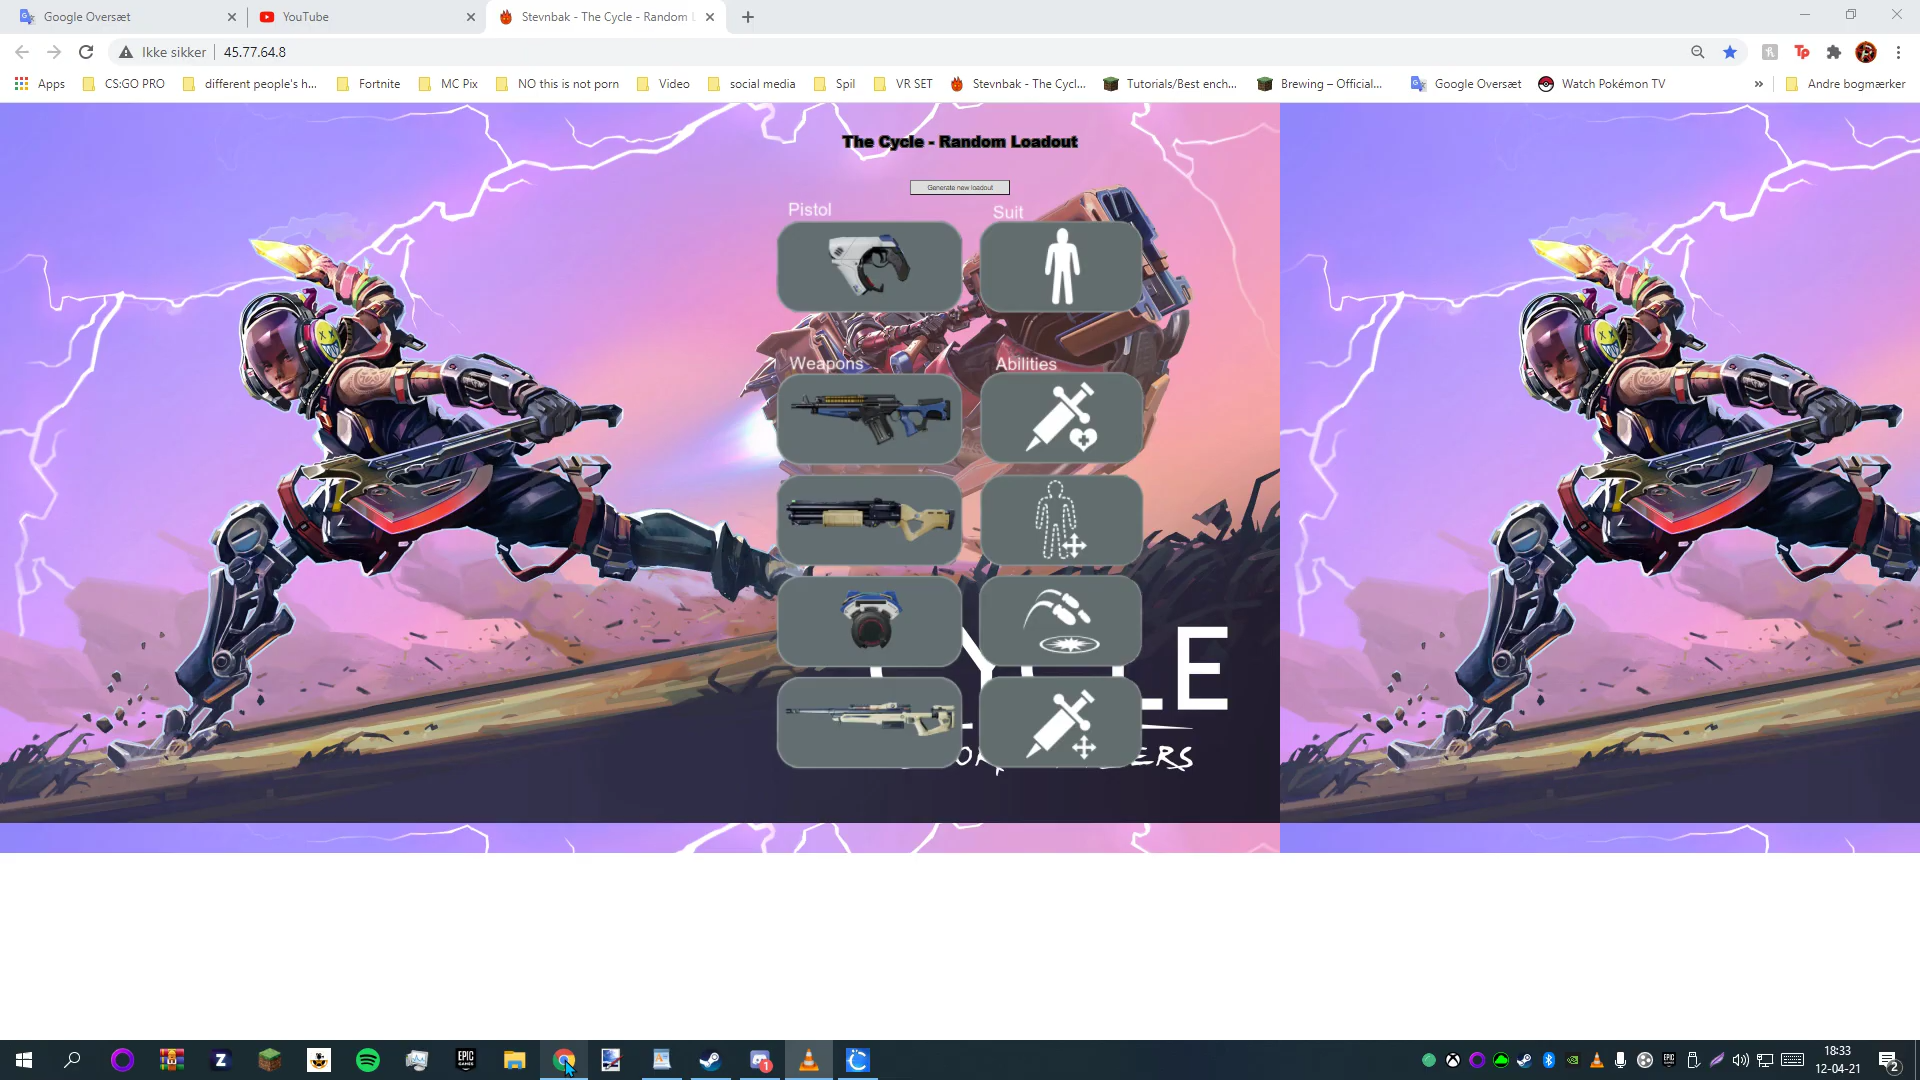 Google Oversæt
YouTube
Stevnbak - The Cycle - Random L
Ikke sikker
45.77.64.8
Apps
CS:GO PRO
different people's h...
Fortnite
MC Pix
NO this is not porn
Video
social media
Spil
VR SET
Stevnbak - The Cycl...
Tutorials/Best ench...
Brewing – Official...
Google Oversæt
Watch Pokémon TV
»
Andre bogmærker
The Cycle - Random Loadout
Generate new loadout
Pistol
Suit
Weapons
Abilities
EPIC GAMES
18:33
12-04-21
2